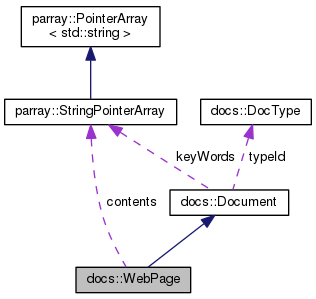 parray::PointerArray
< std::string >
parray::StringPointerArray
docs::DocType
keyWords
typeId
contents
docs::Document
docs::WebPage